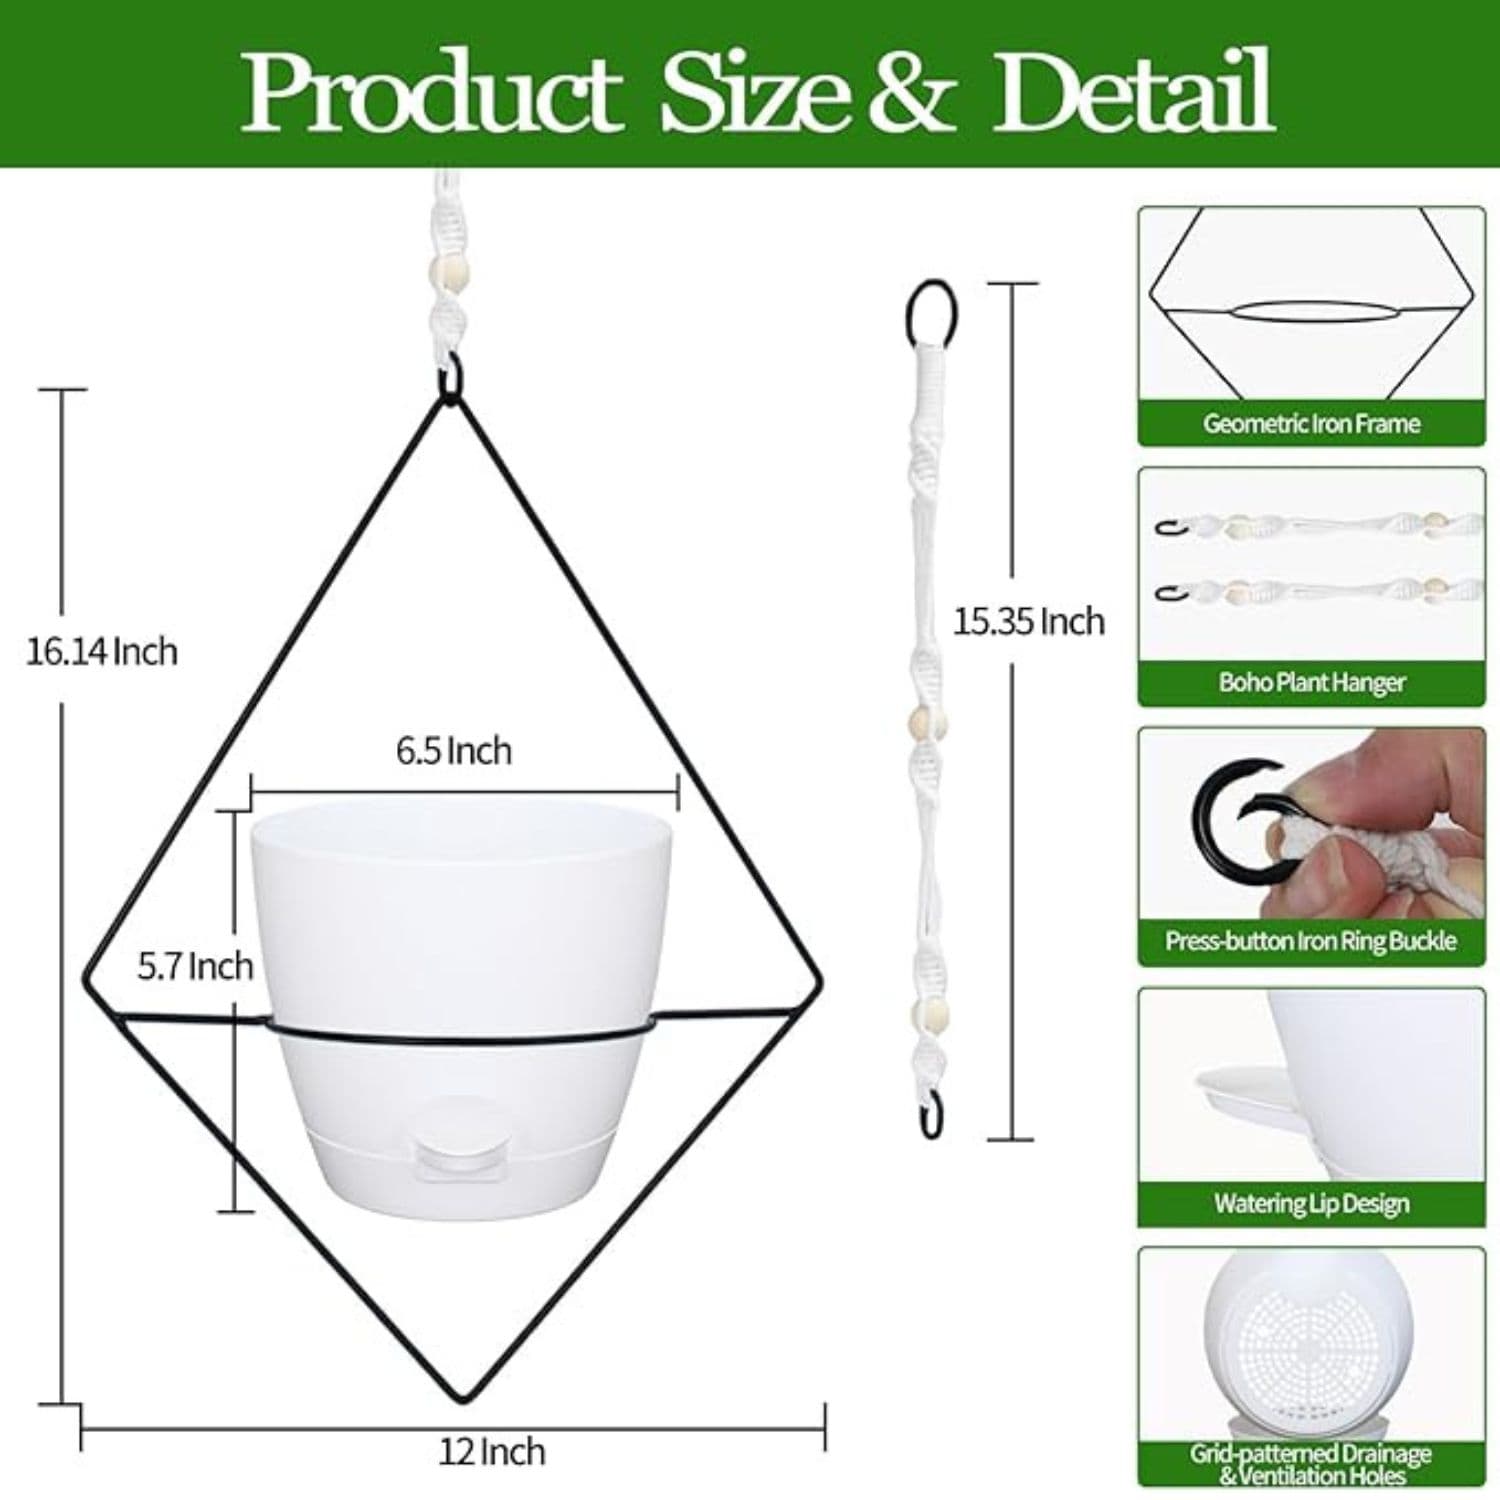 Product Size & Detail
16.14 Inch
6.5 Inch
5.7 Inch
12 Inch
15.35 Inch
Geometric Iron Frame
Boho Plant Hanger
Press-button Iron Ring Buckle
Watering Lip Design
Grid-patterned Drainage
& Ventilation Holes